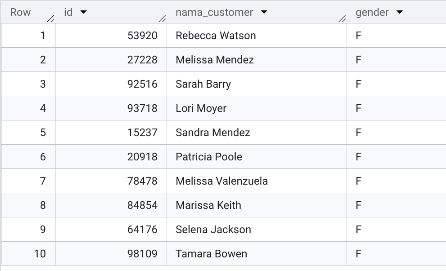 Row id nama_customer gender
1 53920 Rebecca Watson F
2 27228 Melissa Mendez F
3 92516 Sarah Barry F
4 93718 Lori Moyer F
5 15237 Sandra Mendez F
6 20918 Patricia Poole F
7 78478 Melissa Valenzuela F
8 84854 Marissa Keith F
9 64176 Selena Jackson F
10 98109 Tamara Bowen F